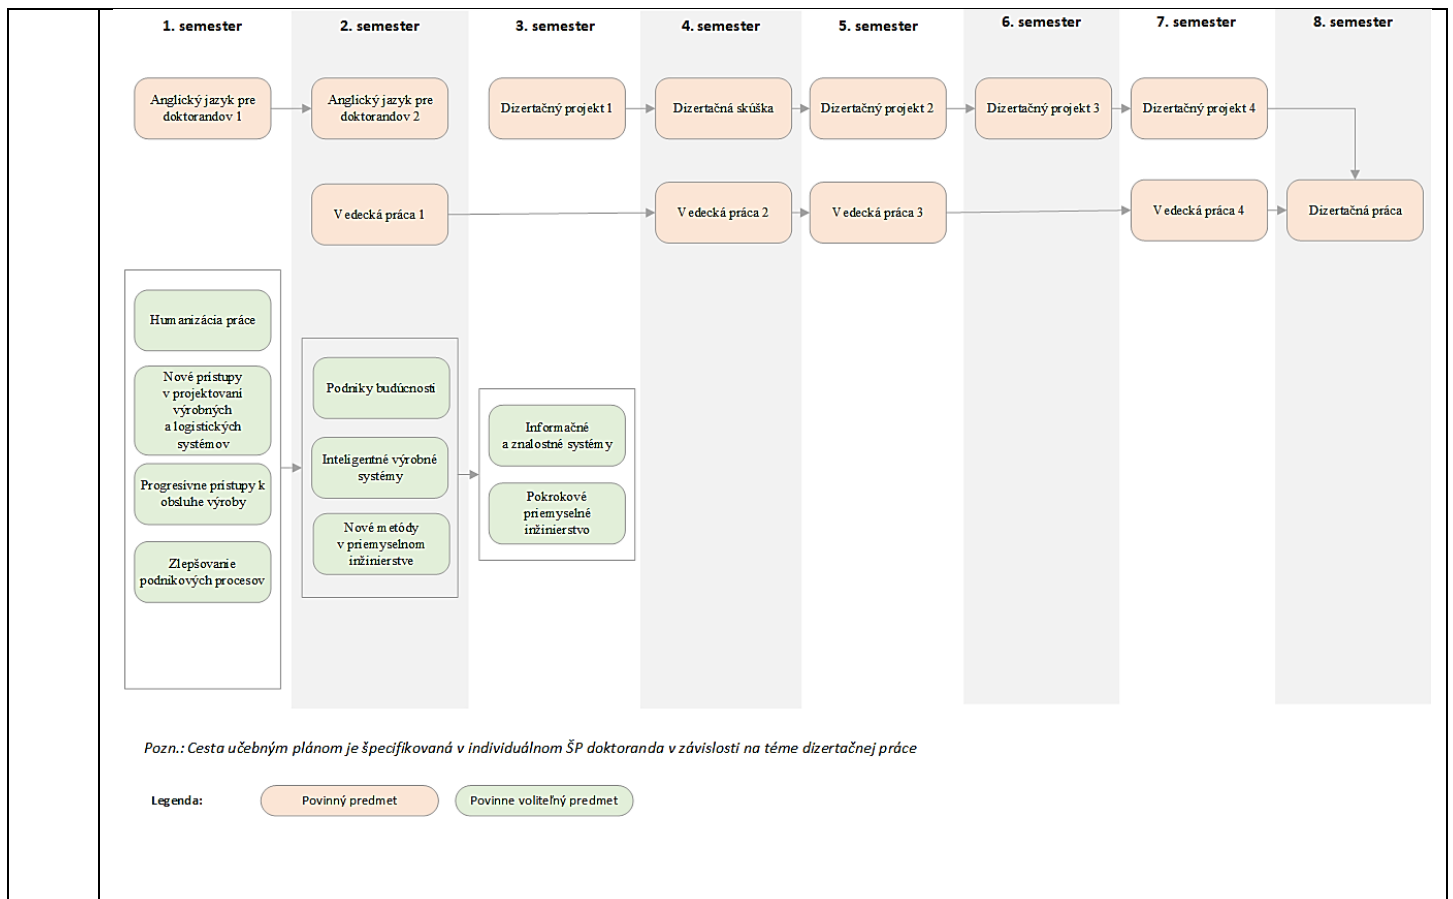 1. semester
2. semester
3. semester
4. semester
5. semester
6. semester
7. semester
8. semester
Anglický jazyk pre
doktorandov 1
Anglický jazyk pre
doktorandov 2
Dizertačný projekt 1
Dizertačná skúška
Dizertačný projekt 2
Dizertačný projekt 3
Dizertačný projekt 4
Vedecká práca 1
Vedecká práca 2
Vedecká práca 3
Vedecká práca 4
Dizertačná práca
Humanizácia práce
Nové prístupy
v projektovaní
výrobných
a logistických
systémov
Progresívne prístupy k
obsluhe výroby
Zlepšovanie
podnikových procesov
Podniky budúcnosti
Inteligentné výrobné
systémy
Nové metódy
v priemyselnom
inžinierstve
Informačné
a znalostné systémy
Pokrokové
priemyselné
inžinierstvo
Pozn.: Cesta učebným plánom je špecifikovaná v individuálnom ŠP doktoranda v závislosti na téme dizertačnej práce
Legenda:
Povinný predmet
Povinne voliteľný predmet